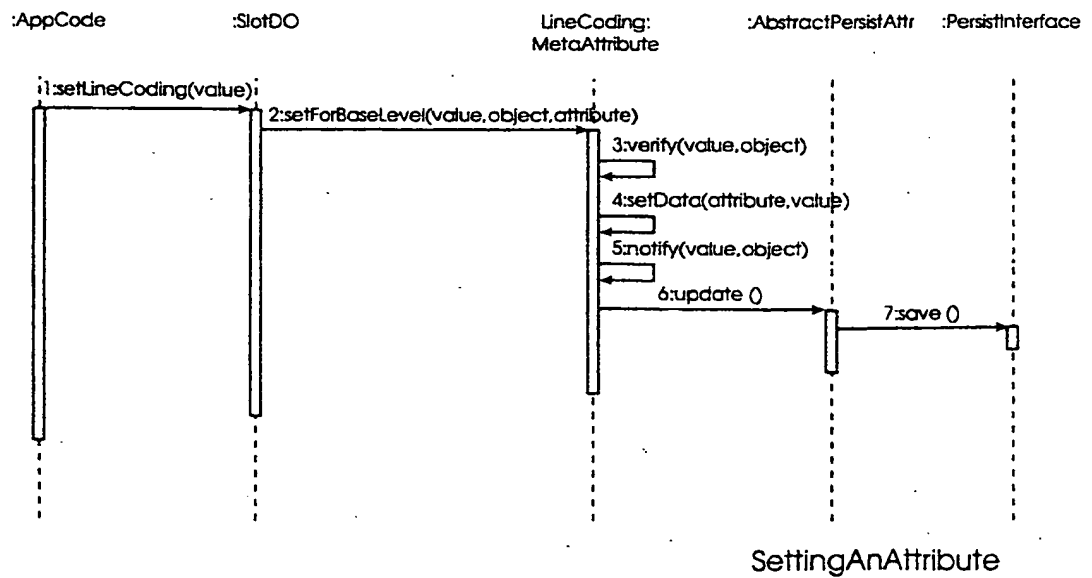 :AppCode
:SlotDO
LineCoding:
MetaAttribute
:AbstractPersistAttr
:PersistInterface
1:setLineCoding(value)
2:setForBaseLevel(value,object,attribute)
3:verify(value,object)
4:setData(attribute,value)
5:notify(value,object)
6:update ()
7:save ()
SettingAnAttribute